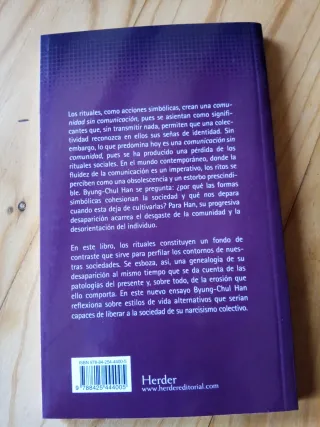 Los rituales, como acciones simbólicas, crean una comu-
nidad sin comunicación, pues se asientan como signifi-
cantes que, sin transmitir nada, permiten que una colec-
tividad reconozca en ellos sus señas de identidad. Sin
embargo, lo que predomina hoy es una comunicación sin
comunidad, pues se ha producido una pérdida de los
rituales sociales. En el mundo contemporáneo, donde la
fluidez de la comunicación es un imperativo, los ritos se
perciben como una obsolescencia y un estorbo prescindi-
ble. Byung-Chul Han se pregunta: ¿por qué las formas
simbólicas cohesionan la sociedad y qué nos depara
cuando esta deja de cultivarlas? Para Han, su progresiva
desaparición acarrea el desgaste de la comunidad y la
desorientación del individuo.
En este libro, los rituales constituyen un fondo de
contraste que sirve para perfilar los contornos de nues-
tras sociedades. Se esboza, así, una genealogía de su
desaparición al mismo tiempo que se da cuenta de las
patologías del presente y, sobre todo, de la erosión que
ello comporta. En este nuevo ensayo Byung-Chul Han
reflexiona sobre estilos de vida alternativos que serían
capaces de liberar a la sociedad de su narcisismo colectivo.
ISBN 978-84-254-4400-5
9788425444005
Herder
www.herdereditorial.com